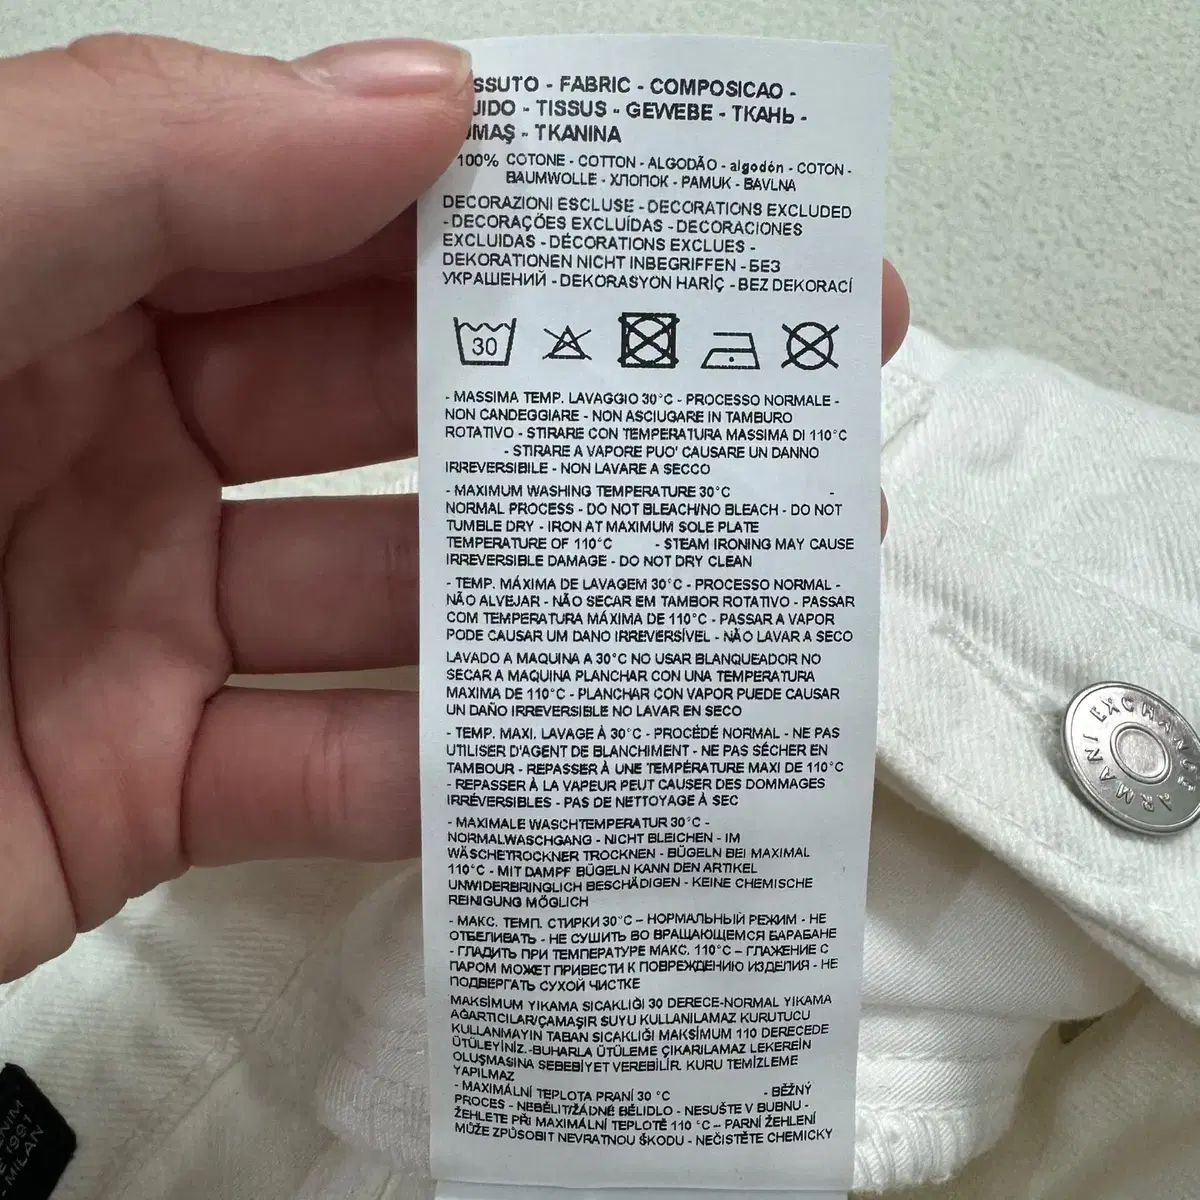 SSUTO - FABRIC - COMPOSICAO -
JIDO - TISSUS - GEWEBE - ТКАНЬ -
MAŞ - TKANINA
100% COTONE - COTTON - ALGODÃO - algodón - COTON -
BAUMWOLLE - ХЛОПОК - PAMUK - BAVLNA
DECORAZIONI ESCLUSE - DECORATIONS EXCLUDED
- DECORAÇÕES EXCLUÍDAS - DECORACIONES
EXCLUIDAS - DÉCORATIONS EXCLUES -
DEKORATIONEN NICHT INBEGRIFFEN - БЕЗ
УКРАШЕНИЙ - DEKORASYON HARİÇ - BEZ DEKORACÍ
30
- MASSIMA TEMP. LAVAGGIO 30°C - PROCESSO NORMALE -
NON CANDEGGIARE - NON ASCIUGARE IN TAMBURO
ROTATIVO - STIRARE CON TEMPERATURA MASSIMA DI 110°C
- STIRARE A VAPORE PUO' CAUSARE UN DANNO
IRREVERSIBILE - NON LAVARE A SECCO
- MAXIMUM WASHING TEMPERATURE 30°C -
NORMAL PROCESS - DO NOT BLEACH/NO BLEACH - DO NOT
TUMBLE DRY - IRON AT MAXIMUM SOLE PLATE
TEMPERATURE OF 110°C - STEAM IRONING MAY CAUSE
IRREVERSIBLE DAMAGE - DO NOT DRY CLEAN
- TEMP. MÁXIMA DE LAVAGEM 30°C - PROCESSO NORMAL -
NÃO ALVEJAR - NÃO SECAR EM TAMBOR ROTATIVO - PASSAR
COM TEMPERATURA MÁXIMA DE 110°C - PASSAR A VAPOR
PODE CAUSAR UM DANO IRREVERSÍVEL - NÃO LAVAR A SECO
LAVADO A MAQUINA A 30°C NO USAR BLANQUEADOR NO
SECAR A MAQUINA PLANCHAR CON UNA TEMPERATURA
MAXIMA DE 110°C - PLANCHAR CON VAPOR PUEDE CAUSAR
UN DAÑO IRREVERSIBLE NO LAVAR EN SECO
- TEMP. MAXI. LAVAGE À 30°C - PROCÉDÉ NORMAL - NE PAS
UTILISER D'AGENT DE BLANCHIMENT - NE PAS SÉCHER EN
TAMBOUR - REPASSER À UNE TEMPÉRATURE MAXI DE 110°C
- REPASSER À LA VAPEUR PEUT CAUSER DES DOMMAGES
IRRÉVERSIBLES - PAS DE NETTOYAGE À SEC
- MAXIMALE WASCHTEMPERATUR 30°C -
NORMALWASCHGANG - NICHT BLEICHEN - IM
WÄSCHETROCKNER TROCKNEN - BÜGELN BEI MAXIMAL
110°C - MIT DAMPF BÜGELN KANN DEN ARTIKEL
UNWIDERBRINGLICH BESCHÄDIGEN - KEINE CHEMISCHE
REINIGUNG MÖGLICH
- МАКС. ТЕМП. СТИРКИ 30°С – НОРМАЛЬНЫЙ РЕЖИМ - НЕ
ОТБЕЛИВАТЬ - НЕ СУШИТЬ ВО ВРАЩАЮЩЕМСЯ БАРАБАНЕ
- ГЛАДИТЬ ПРИ ТЕМПЕРАТУРЕ МАКС. 110°С – ГЛАЖЕНИЕ С
ПАРОМ МОЖЕТ ПРИВЕСТИ К ПОВРЕЖДЕНИЮ ИЗДЕЛИЯ - НЕ
ПОДВЕРГАТЬ СУХОЙ ЧИСТКЕ
MAKSİMUM YIKAMA SICAKLIĞI 30 DERECE-NORMAL YIKAMA
AĞARTICILAR/ÇAMAŞIR SUYU KULLANILAMAZ KURUTUCU
KULLANMAYIN TABAN SICAKLIĞI MAKSİMUM 110 DERECEDE
ÜTÜLEYİNİZ.-BUHARLA ÜTÜLEME ÇIKARILAMAZ LEKEREİN
OLUŞMASINA SEBEBİYET VEREBİLİR. KURU TEMİZLEME
YAPILMAZ
- MAXIMÁLNÍ TEPLOTA PRANÍ 30 °C - BĚŽNÝ
PROCES - NEBĚLIT/ŽÁDNÉ BĚLIDLO - NESUŠTE V BUBNU -
ŽEHLETE PŘI MAXIMÁLNÍ TEPLOTĚ 110 °C – PARNÍ ŽEHLENÍ
MŮŽE ZPŮSOBIT NEVRATNOU ŠKODU - NEČISTĚTE CHEMICKY
ARMANI EXCHANGE
ENIM
E 1991
- MILAN